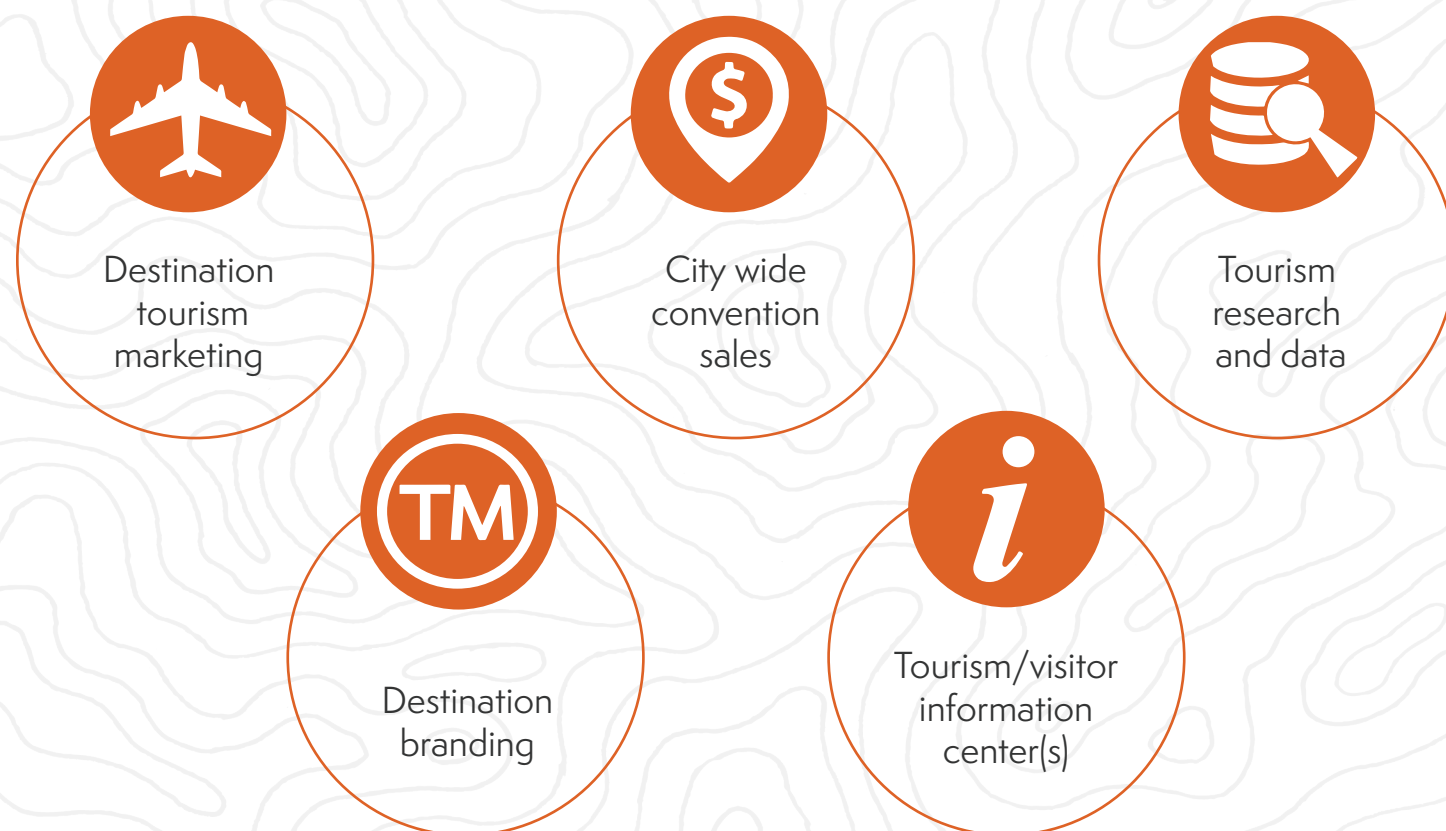 $
Destination
tourism
marketing
City wide
convention
sales
Tourism
research
and data
TM
Destination
branding
i
Tourism/visitor
information
center(s)